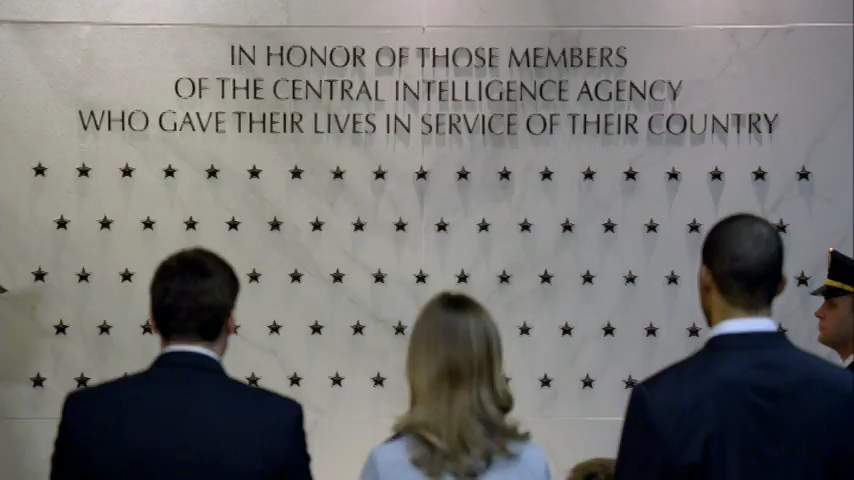 IN HONOR OF THOSE MEMBERS
OF THE CENTRAL INTELLIGENCE AGENCY
WHO GAVE THEIR LIVES IN SERVICE OF THEIR COUNTRY